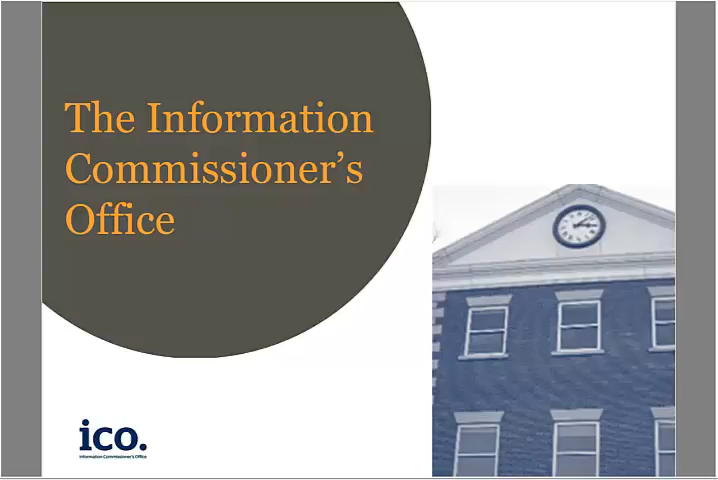 The Information
Commissioner’s
Office
ico.
Information Commissioner's Office